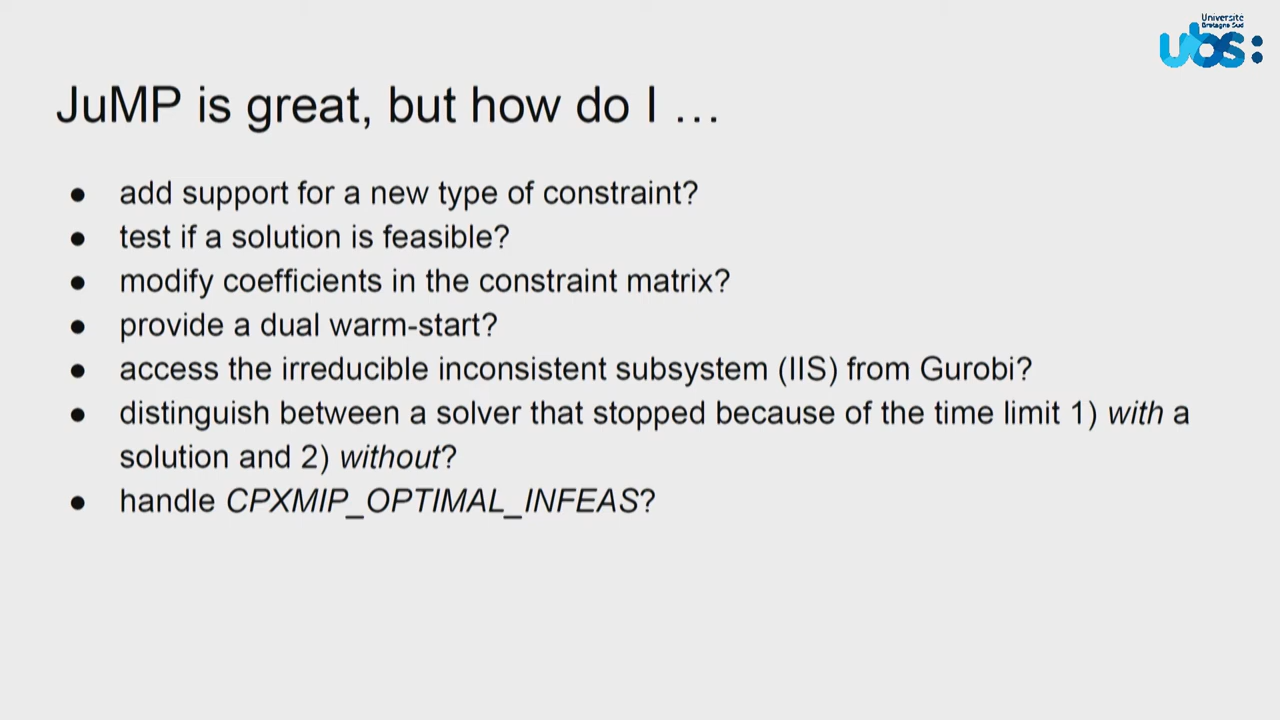 Université
Bretagne Sud
ubs:
JuMP is great, but how do I …
● add support for a new type of constraint?
● test if a solution is feasible?
● modify coefficients in the constraint matrix?
● provide a dual warm-start?
● access the irreducible inconsistent subsystem (IIS) from Gurobi?
● distinguish between a solver that stopped because of the time limit 1) with a
solution and 2) without?
● handle CPXMIP_OPTIMAL_INFEAS?